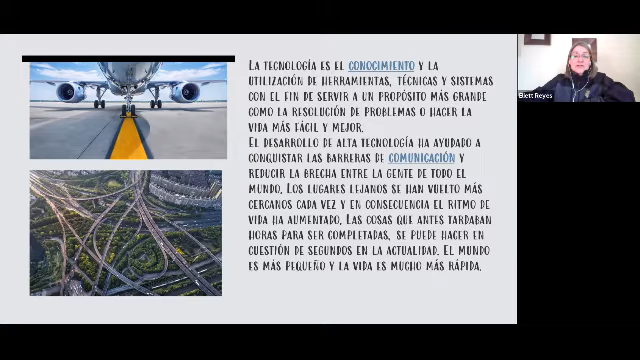 La tecnología es el conocimiento y la
utilización de herramientas, técnicas y sistemas
con el fin de servir a un propósito más grande
como la resolución de problemas o hacer la
vida más fácil y mejor.
El desarrollo de alta tecnología ha ayudado a
conquistar las barreras de comunicación y
reducir la brecha entre la gente de todo el
mundo. Los lugares lejanos se han vuelto más
cercanos cada vez y en consecuencia el ritmo de
vida ha aumentado. Las cosas que antes tardaban
horas para ser completadas, se puede hacer en
cuestión de segundos en la actualidad. El mundo
es más pequeño y la vida es mucho más rápida.
Biett Reyes